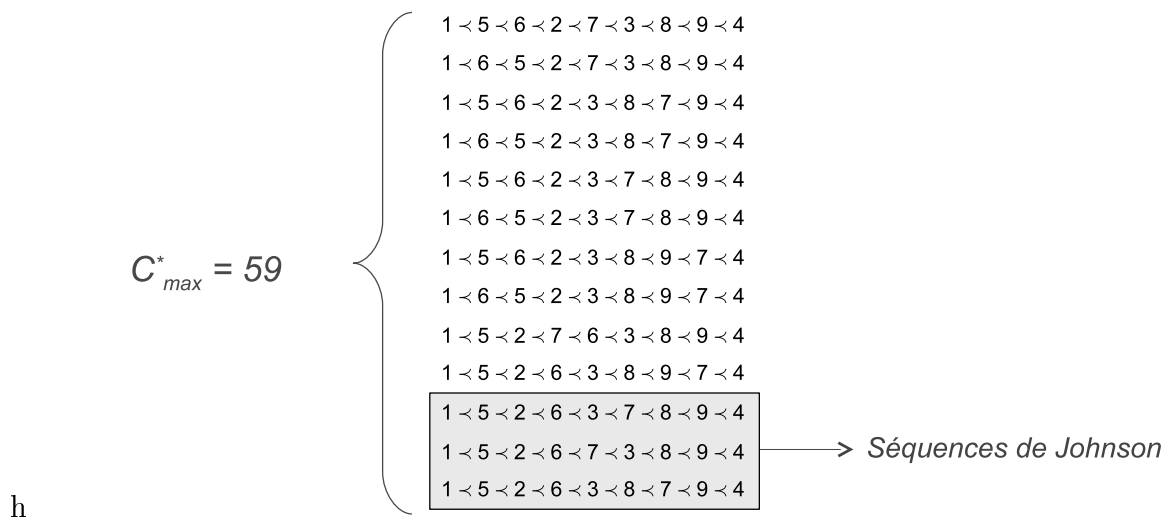 1 ≺ 5 ≺ 6 ≺ 2 ≺ 7 ≺ 3 ≺ 8 ≺ 9 ≺ 4
1 ≺ 6 ≺ 5 ≺ 2 ≺ 7 ≺ 3 ≺ 8 ≺ 9 ≺ 4
1 ≺ 5 ≺ 6 ≺ 2 ≺ 3 ≺ 8 ≺ 7 ≺ 9 ≺ 4
1 ≺ 6 ≺ 5 ≺ 2 ≺ 3 ≺ 8 ≺ 7 ≺ 9 ≺ 4
1 ≺ 5 ≺ 6 ≺ 2 ≺ 3 ≺ 7 ≺ 8 ≺ 9 ≺ 4
1 ≺ 6 ≺ 5 ≺ 2 ≺ 3 ≺ 7 ≺ 8 ≺ 9 ≺ 4
C*max = 59
1 ≺ 5 ≺ 6 ≺ 2 ≺ 3 ≺ 8 ≺ 9 ≺ 7 ≺ 4
1 ≺ 6 ≺ 5 ≺ 2 ≺ 3 ≺ 8 ≺ 9 ≺ 7 ≺ 4
1 ≺ 5 ≺ 2 ≺ 7 ≺ 6 ≺ 3 ≺ 8 ≺ 9 ≺ 4
1 ≺ 5 ≺ 2 ≺ 6 ≺ 3 ≺ 8 ≺ 9 ≺ 7 ≺ 4
1 ≺ 5 ≺ 2 ≺ 6 ≺ 3 ≺ 7 ≺ 8 ≺ 9 ≺ 4
1 ≺ 5 ≺ 2 ≺ 6 ≺ 7 ≺ 3 ≺ 8 ≺ 9 ≺ 4
Séquences de Johnson
1 ≺ 5 ≺ 2 ≺ 6 ≺ 3 ≺ 8 ≺ 7 ≺ 9 ≺ 4
h